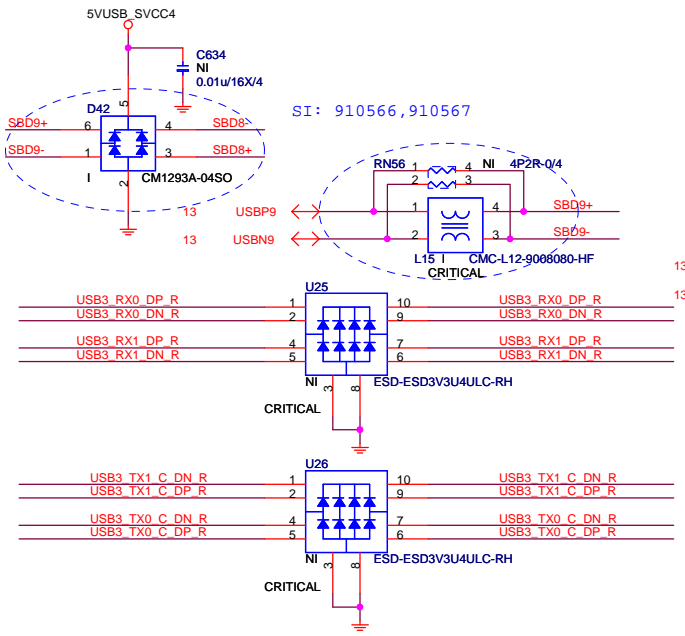 5VUSB_SVCC4
C634
NI
0.01u/16X/4
D42
5
SI: 910566,910567
SBD9+ 6 4 SBD8-
SBD9- 1 3 SBD8+
I 2 CM1293A-04SO
RN56 1 4 NI 4P2R-0/4
2 3
13 USBP9 1 4 SBD9+
13 USBN9 2 3 SBD9-
L15 I CMC-L12-9008080-HF
CRITICAL
13
13
U25
USB3_RX0_DP_R 1 10 USB3_RX0_DP_R
USB3_RX0_DN_R 2 9 USB3_RX0_DN_R
USB3_RX1_DP_R 4 7 USB3_RX1_DP_R
USB3_RX1_DN_R 5 6 USB3_RX1_DN_R
NI 3 8 ESD-ESD3V3U4ULC-RH
CRITICAL
U26
USB3_TX1_C_DN_R 1 10 USB3_TX1_C_DN_R
USB3_TX1_C_DP_R 2 9 USB3_TX1_C_DP_R
USB3_TX0_C_DN_R 4 7 USB3_TX0_C_DN_R
USB3_TX0_C_DP_R 5 6 USB3_TX0_C_DP_R
NI 3 8 ESD-ESD3V3U4ULC-RH
CRITICAL